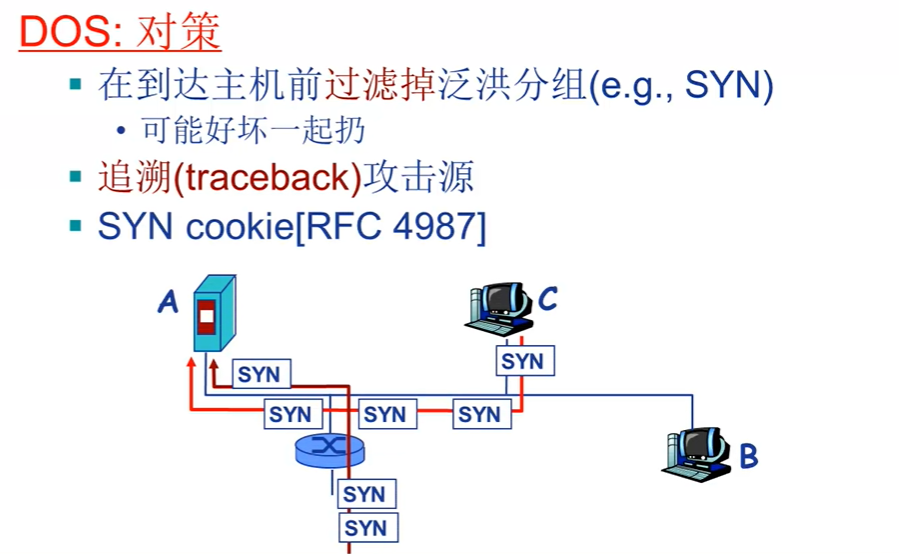 DOS: 对策
▪ 在到达主机前过滤掉泛洪分组(e.g., SYN)
• 可能好坏一起扔
▪ 追溯(traceback)攻击源
▪ SYN cookie[RFC 4987]
A
C
SYN
SYN
SYN
SYN
SYN
B
SYN
SYN